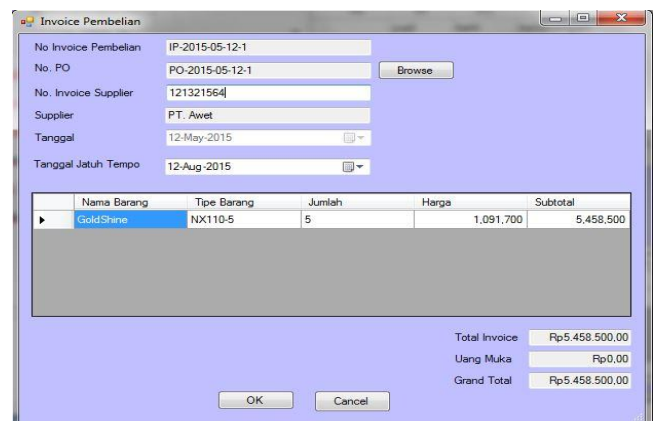 Invoice Pembelian
No Invoice Pembelian IP-2015-05-12-1
No. PO PO-2015-05-12-1 Browse
No. Invoice Supplier 121321564
Supplier PT. Awet
Tanggal 12-May-2015
Tanggal Jatuh Tempo 12-Aug-2015
Nama Barang Tipe Barang Jumlah Harga Subtotal
GoldShine NX110-5 5 1,091,700 5,458,500
Total Invoice Rp5.458.500,00
Uang Muka Rp0,00
Grand Total Rp5.458.500,00
OK Cancel